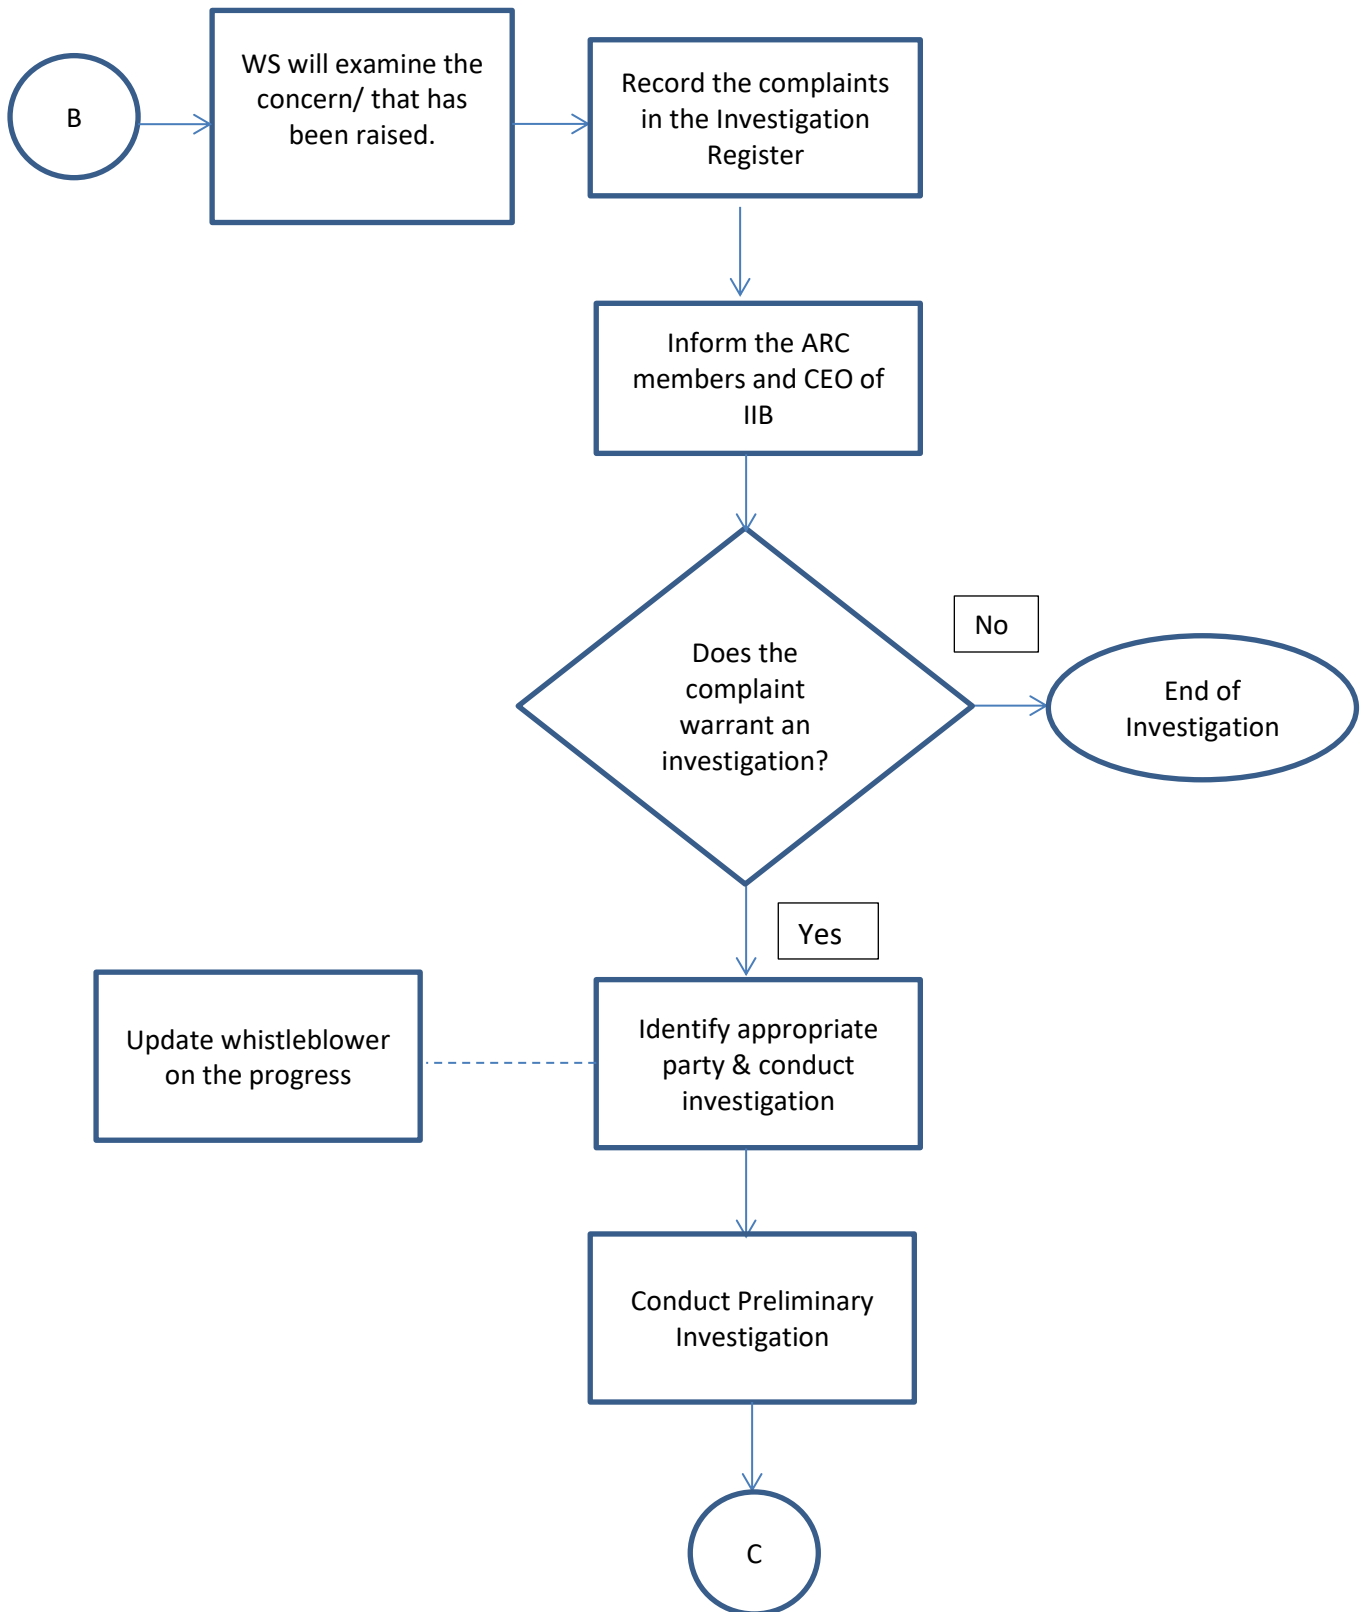 B
WS will examine the
concern/ that has
been raised.
Record the complaints
in the Investigation
Register
Inform the ARC
members and CEO of
IIB
Does the
complaint
warrant an
investigation?
No
End of
Investigation
Yes
Update whistleblower
on the progress
Identify appropriate
party & conduct
investigation
Conduct Preliminary
Investigation
C